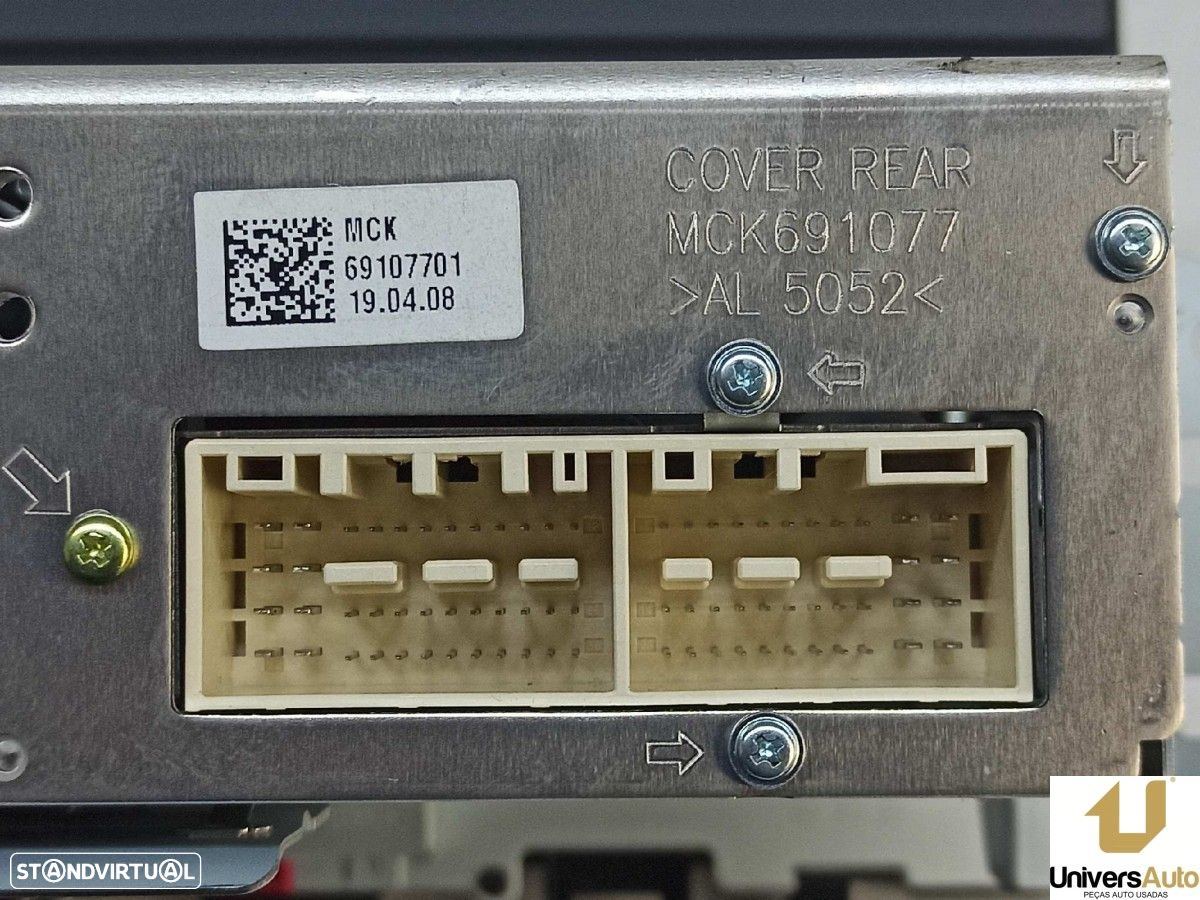 MCK
69107701
19.04.08
COVER REAR
MCK691077
>AL 5052<
STANDVIRTUAL
UniversAuto
PEÇAS AUTO USADAS